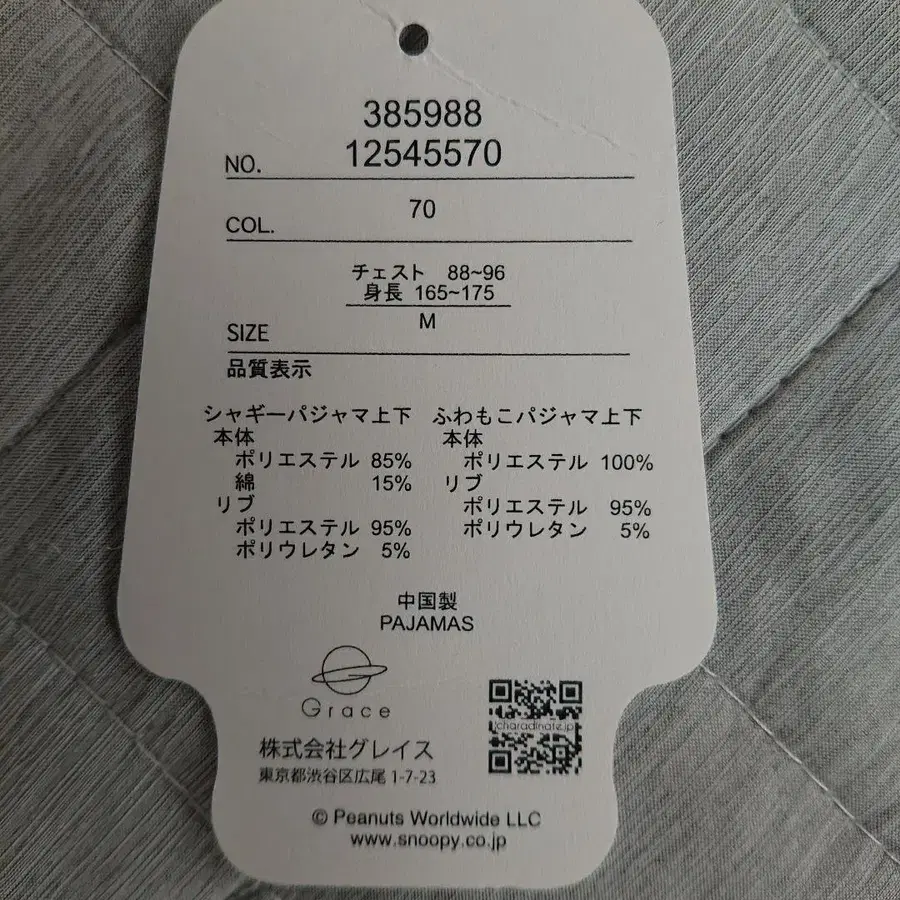 385988
NO. 12545570
COL. 70
チェスト 88~96
身長 165~175
SIZE M
品質表示
シャギーパジャマ上下
本体
ポリエステル 85%
綿 15%
リブ
ポリエステル 95%
ポリウレタン 5%
ふわもこパジャマ上下
本体
ポリエステル 100%
リブ
ポリエステル 95%
ポリウレタン 5%
中国製
PAJAMAS
Grace
株式会社グレイス
東京都渋谷区広尾1-7-23
charadinate.jp
© Peanuts Worldwide LLC
www.snoopy.co.jp